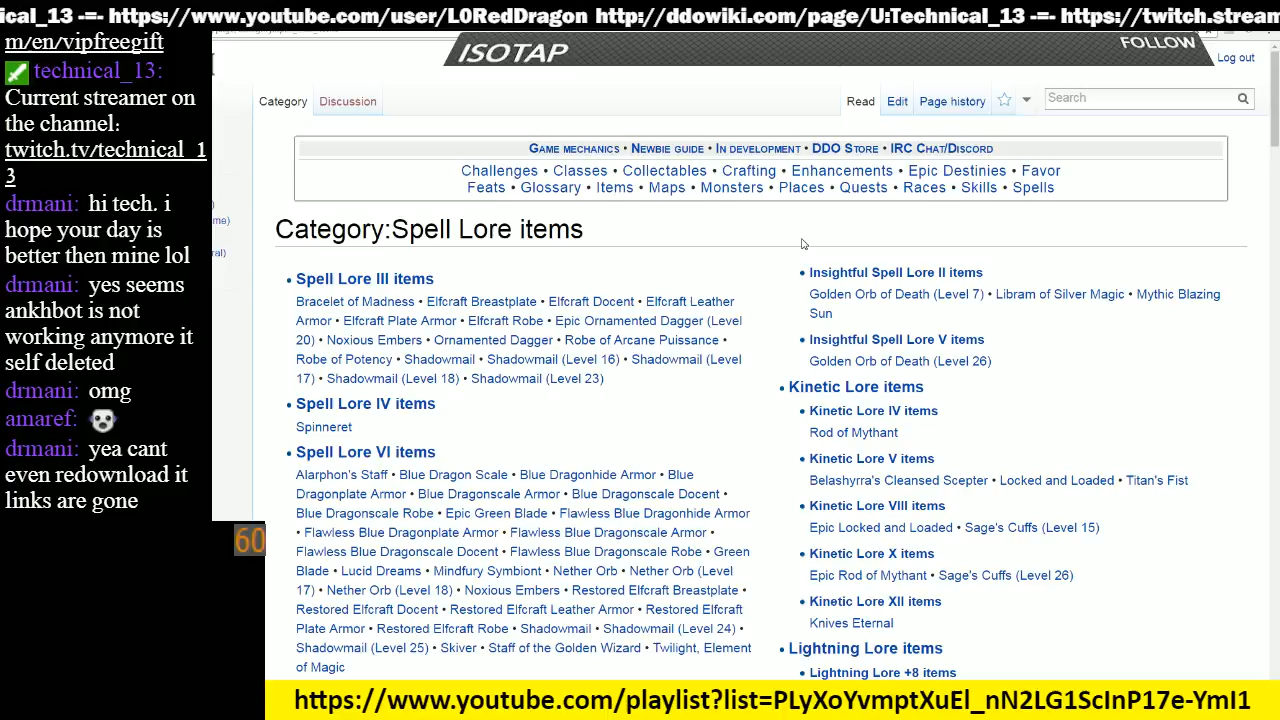 ical_13 -=- https://www.youtube.com/user/L0RedDragon http://ddowiki.com/page/U:Technical_13 -=- https://twitch.strean
m/en/vipfreegift
technical_13:
Current streamer on
the channel:
twitch.tv/technical_1
3
drmani: hi tech. i
hope your day is
better then mine lol
drmani: yes seems
ankhbot is not
working anymore it
self deleted
drmani: omg
amaref:
drmani: yea cant
even redownload it
links are gone
60
ISOTAP
FOLLOW
Log out
Category Discussion Read Edit Page history Search
GAME MECHANICS • NEWBIE GUIDE • IN DEVELOPMENT • DDO STORE • IRC CHAT/DISCORD
Challenges • Classes • Collectables • Crafting • Enhancements • Epic Destinies • Favor
Feats • Glossary • Items • Maps • Monsters • Places • Quests • Races • Skills • Spells
me)
ral)
Category:Spell Lore items
• Spell Lore III items
Bracelet of Madness • Elfcraft Breastplate • Elfcraft Docent • Elfcraft Leather
Armor • Elfcraft Plate Armor • Elfcraft Robe • Epic Ornamented Dagger (Level
20) • Noxious Embers • Ornamented Dagger • Robe of Arcane Puissance •
Robe of Potency • Shadowmail • Shadowmail (Level 16) • Shadowmail (Level
17) • Shadowmail (Level 18) • Shadowmail (Level 23)
• Spell Lore IV items
Spinneret
• Spell Lore VI items
Alarphon's Staff • Blue Dragon Scale • Blue Dragonhide Armor • Blue
Dragonplate Armor • Blue Dragonscale Armor • Blue Dragonscale Docent •
Blue Dragonscale Robe • Epic Green Blade • Flawless Blue Dragonhide Armor
• Flawless Blue Dragonplate Armor • Flawless Blue Dragonscale Armor •
Flawless Blue Dragonscale Docent • Flawless Blue Dragonscale Robe • Green
Blade • Lucid Dreams • Mindfury Symbiont • Nether Orb • Nether Orb (Level
17) • Nether Orb (Level 18) • Noxious Embers • Restored Elfcraft Breastplate •
Restored Elfcraft Docent • Restored Elfcraft Leather Armor • Restored Elfcraft
Plate Armor • Restored Elfcraft Robe • Shadowmail • Shadowmail (Level 24) •
Shadowmail (Level 25) • Skiver • Staff of the Golden Wizard • Twilight, Element
of Magic
• Insightful Spell Lore II items
Golden Orb of Death (Level 7) • Libram of Silver Magic • Mythic Blazing
Sun
• Insightful Spell Lore V items
Golden Orb of Death (Level 26)
• Kinetic Lore items
• Kinetic Lore IV items
Rod of Mythant
• Kinetic Lore V items
Belashyrra's Cleansed Scepter • Locked and Loaded • Titan's Fist
• Kinetic Lore VIII items
Epic Locked and Loaded • Sage's Cuffs (Level 15)
• Kinetic Lore X items
Epic Rod of Mythant • Sage's Cuffs (Level 26)
• Kinetic Lore XII items
Knives Eternal
• Lightning Lore items
• Lightning Lore +8 items
https://www.youtube.com/playlist?list=PLyXoYvmptXuEl_nN2LG1ScInP17e-YmI1